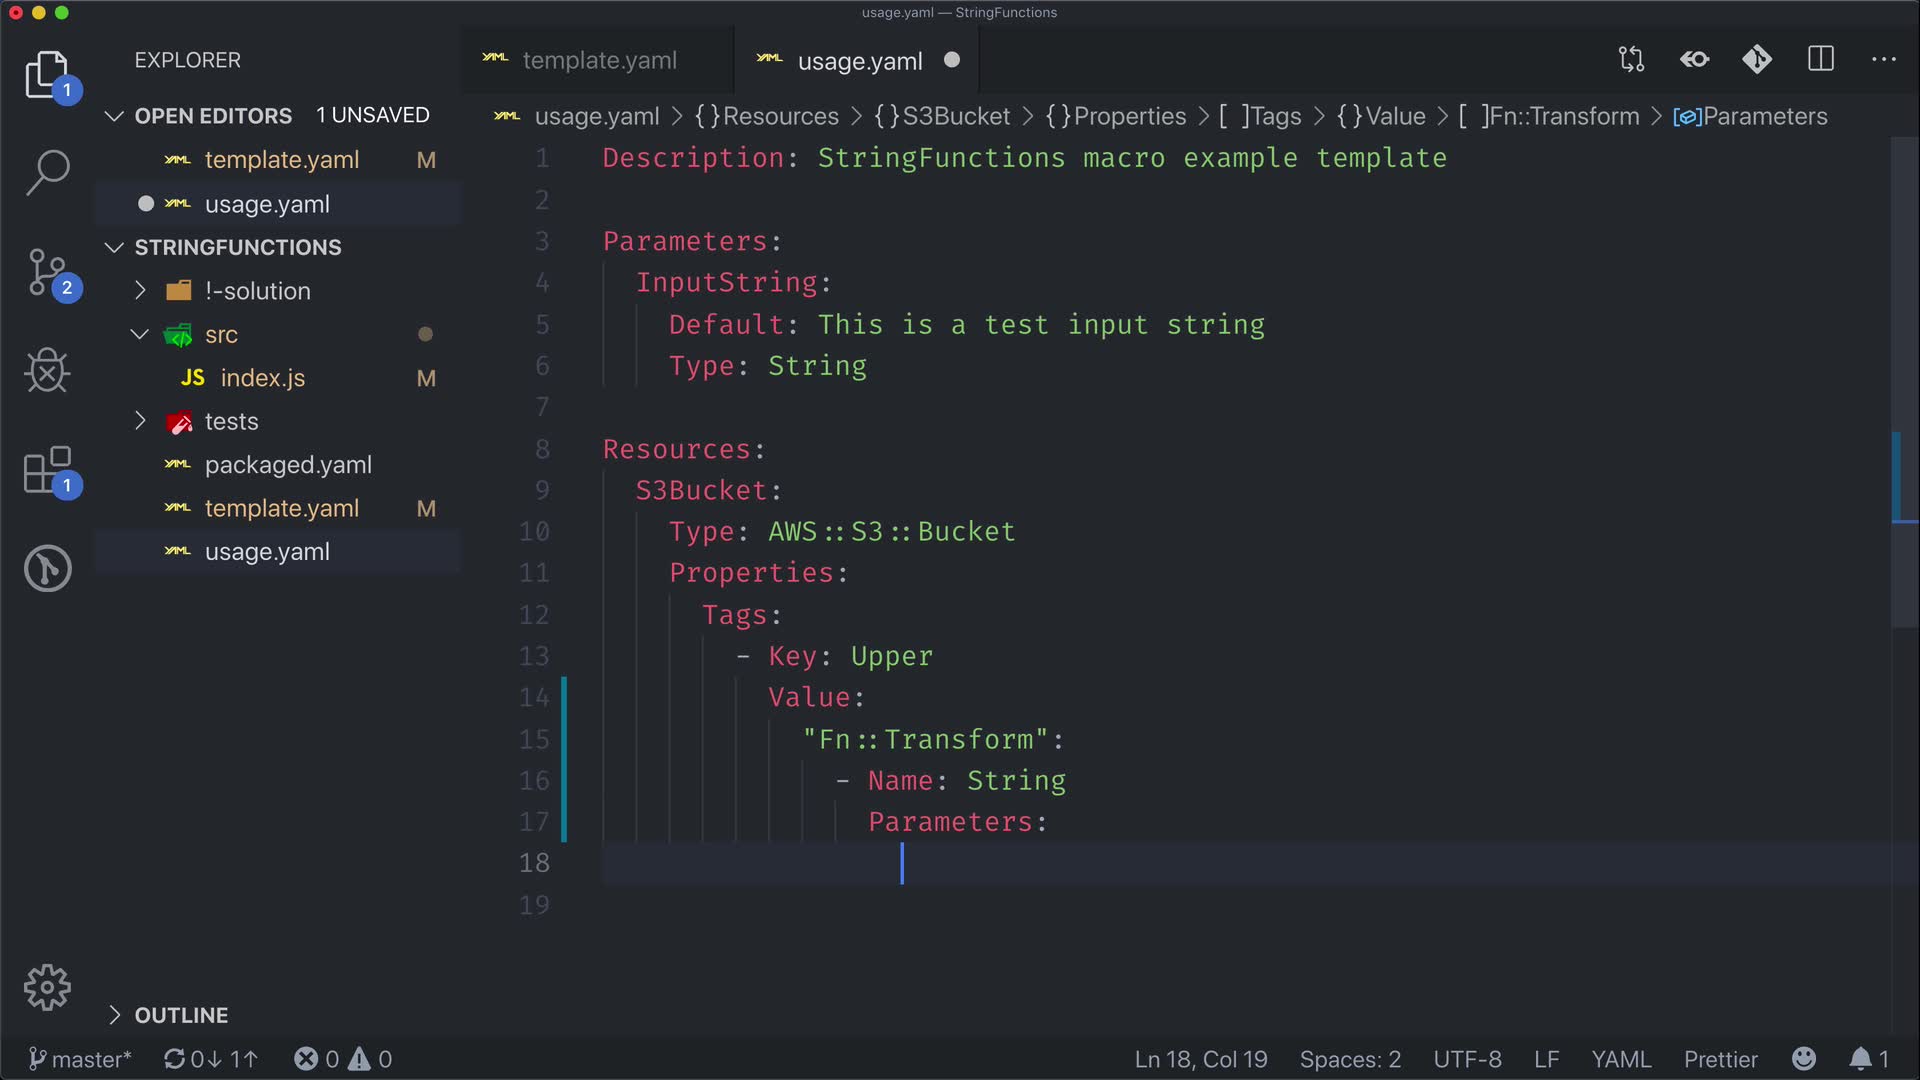 usage.yaml — StringFunctions
EXPLORER
template.yaml
usage.yaml
OPEN EDITORS 1 UNSAVED
template.yaml M
usage.yaml
STRINGFUNCTIONS
!-solution
src
JS index.js M
tests
packaged.yaml
template.yaml M
usage.yaml
OUTLINE
1
2
1
usage.yaml > {}Resources > {}S3Bucket > {}Properties > [ ]Tags > {}Value > [ ]Fn::Transform > Parameters
1 Description: StringFunctions macro example template
2
3 Parameters:
4 InputString:
5 Default: This is a test input string
6 Type: String
7
8 Resources:
9 S3Bucket:
10 Type: AWS::S3::Bucket
11 Properties:
12 Tags:
13 - Key: Upper
14 Value:
15 "Fn::Transform":
16 - Name: String
17 Parameters:
18
19
master* 0↓ 1↑ 0 0 Ln 18, Col 19 Spaces: 2 UTF-8 LF YAML Prettier 1